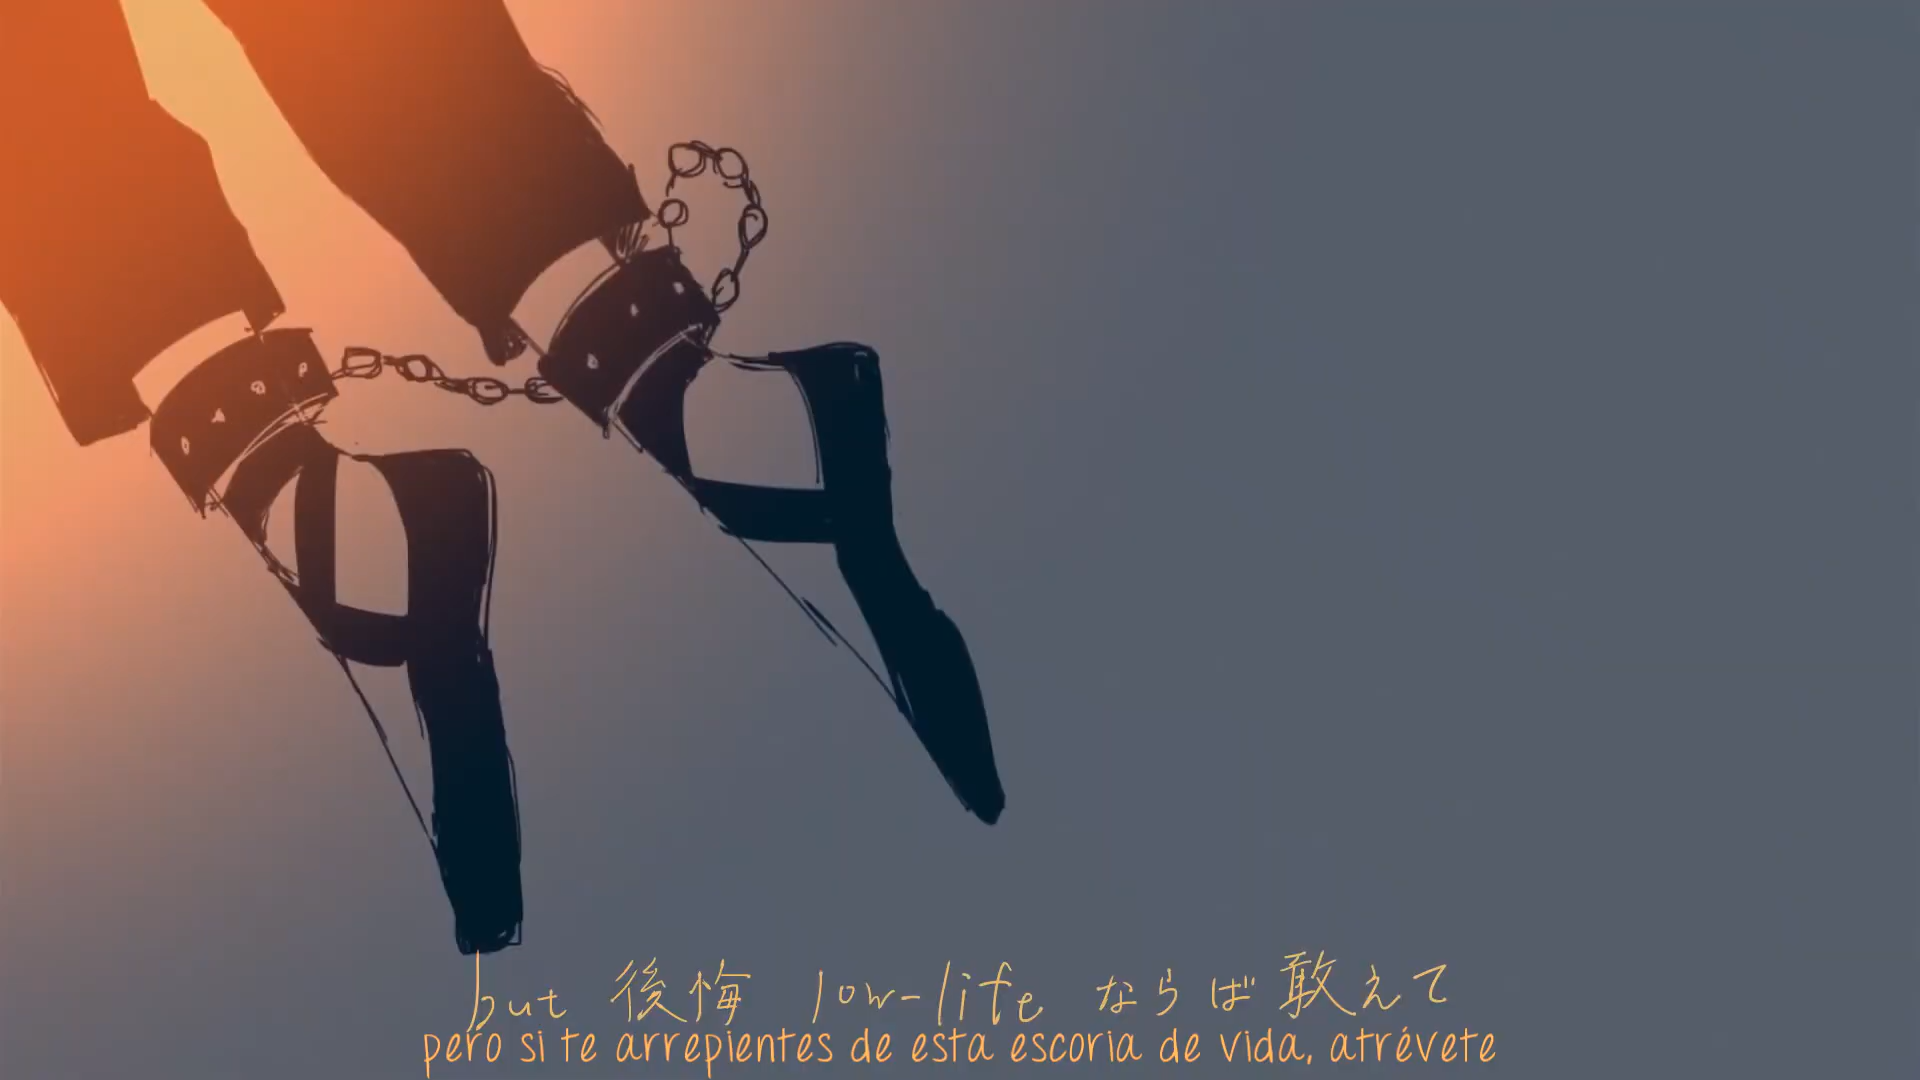 but 後悔 low-life ならば敢えて
pero si te arrepientes de esta escoria de vida, atrévete